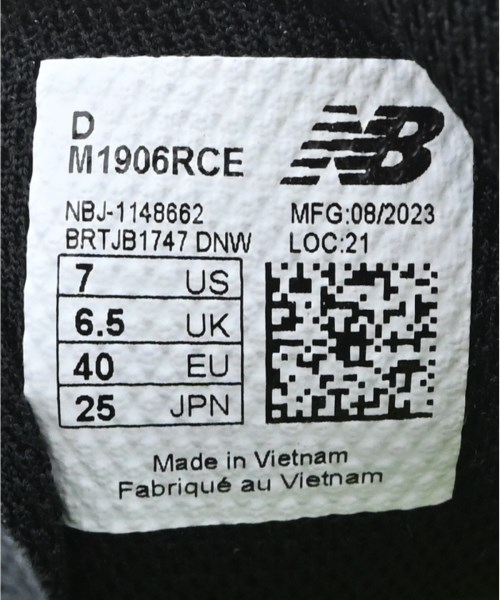 D
M1906RCE
NB
NBJ-1148662
MFG:08/2023
BRTJB1747 DNW
LOC:21
7 US
6.5 UK
40 EU
25 JPN
Made in Vietnam
Fabriqué au Vietnam